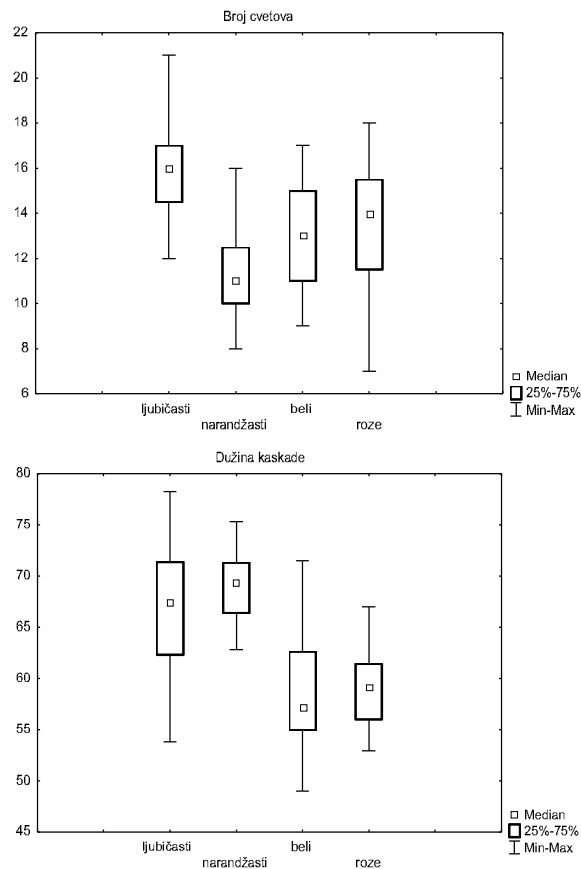 Broj cvetova
22
20
18
16
14
12
10
8
6
ljubičasti
narandžasti
beli
roze
Median
25%-75%
Min-Max
Dužina kaskade
80
75
70
65
60
55
50
45
ljubičasti
narandžasti
beli
roze
Median
25%-75%
Min-Max